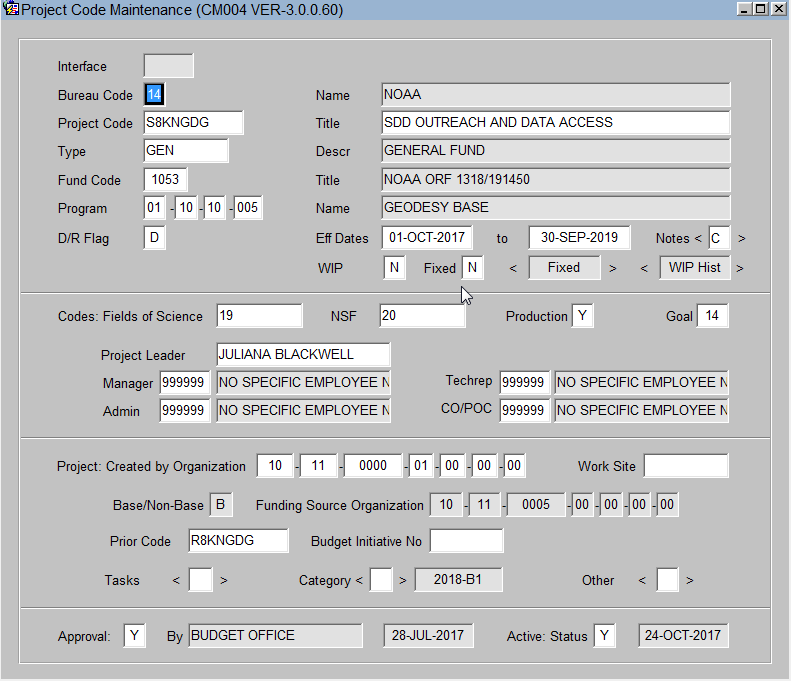 Project Code Maintenance (CM004 VER-3.0.0.60)
Interface
Bureau Code 14 Name NOAA
Project Code S8KNGDG Title SDD OUTREACH AND DATA ACCESS
Type GEN Descr GENERAL FUND
Fund Code 1053 Title NOAA ORF 1318/191450
Program 01 - 10 - 10 - 005 Name GEODESY BASE
D/R Flag D Eff Dates 01-OCT-2017 to 30-SEP-2019 Notes < C >
WIP N Fixed N < Fixed > < WIP Hist >
Codes: Fields of Science 19 NSF 20 Production Y Goal 14
Project Leader JULIANA BLACKWELL
Manager 999999 NO SPECIFIC EMPLOYEE N Techrep 999999 NO SPECIFIC EMPLOYEE N
Admin 999999 NO SPECIFIC EMPLOYEE N CO/POC 999999 NO SPECIFIC EMPLOYEE N
Project: Created by Organization 10 - 11 - 0000 - 01 - 00 - 00 - 00 Work Site
Base/Non-Base B Funding Source Organization 10 - 11 - 0005 - 00 - 00 - 00 - 00
Prior Code R8KNGDG Budget Initiative No
Tasks < > Category < > 2018-B1 Other < >
Approval: Y By BUDGET OFFICE 28-JUL-2017 Active: Status Y 24-OCT-2017